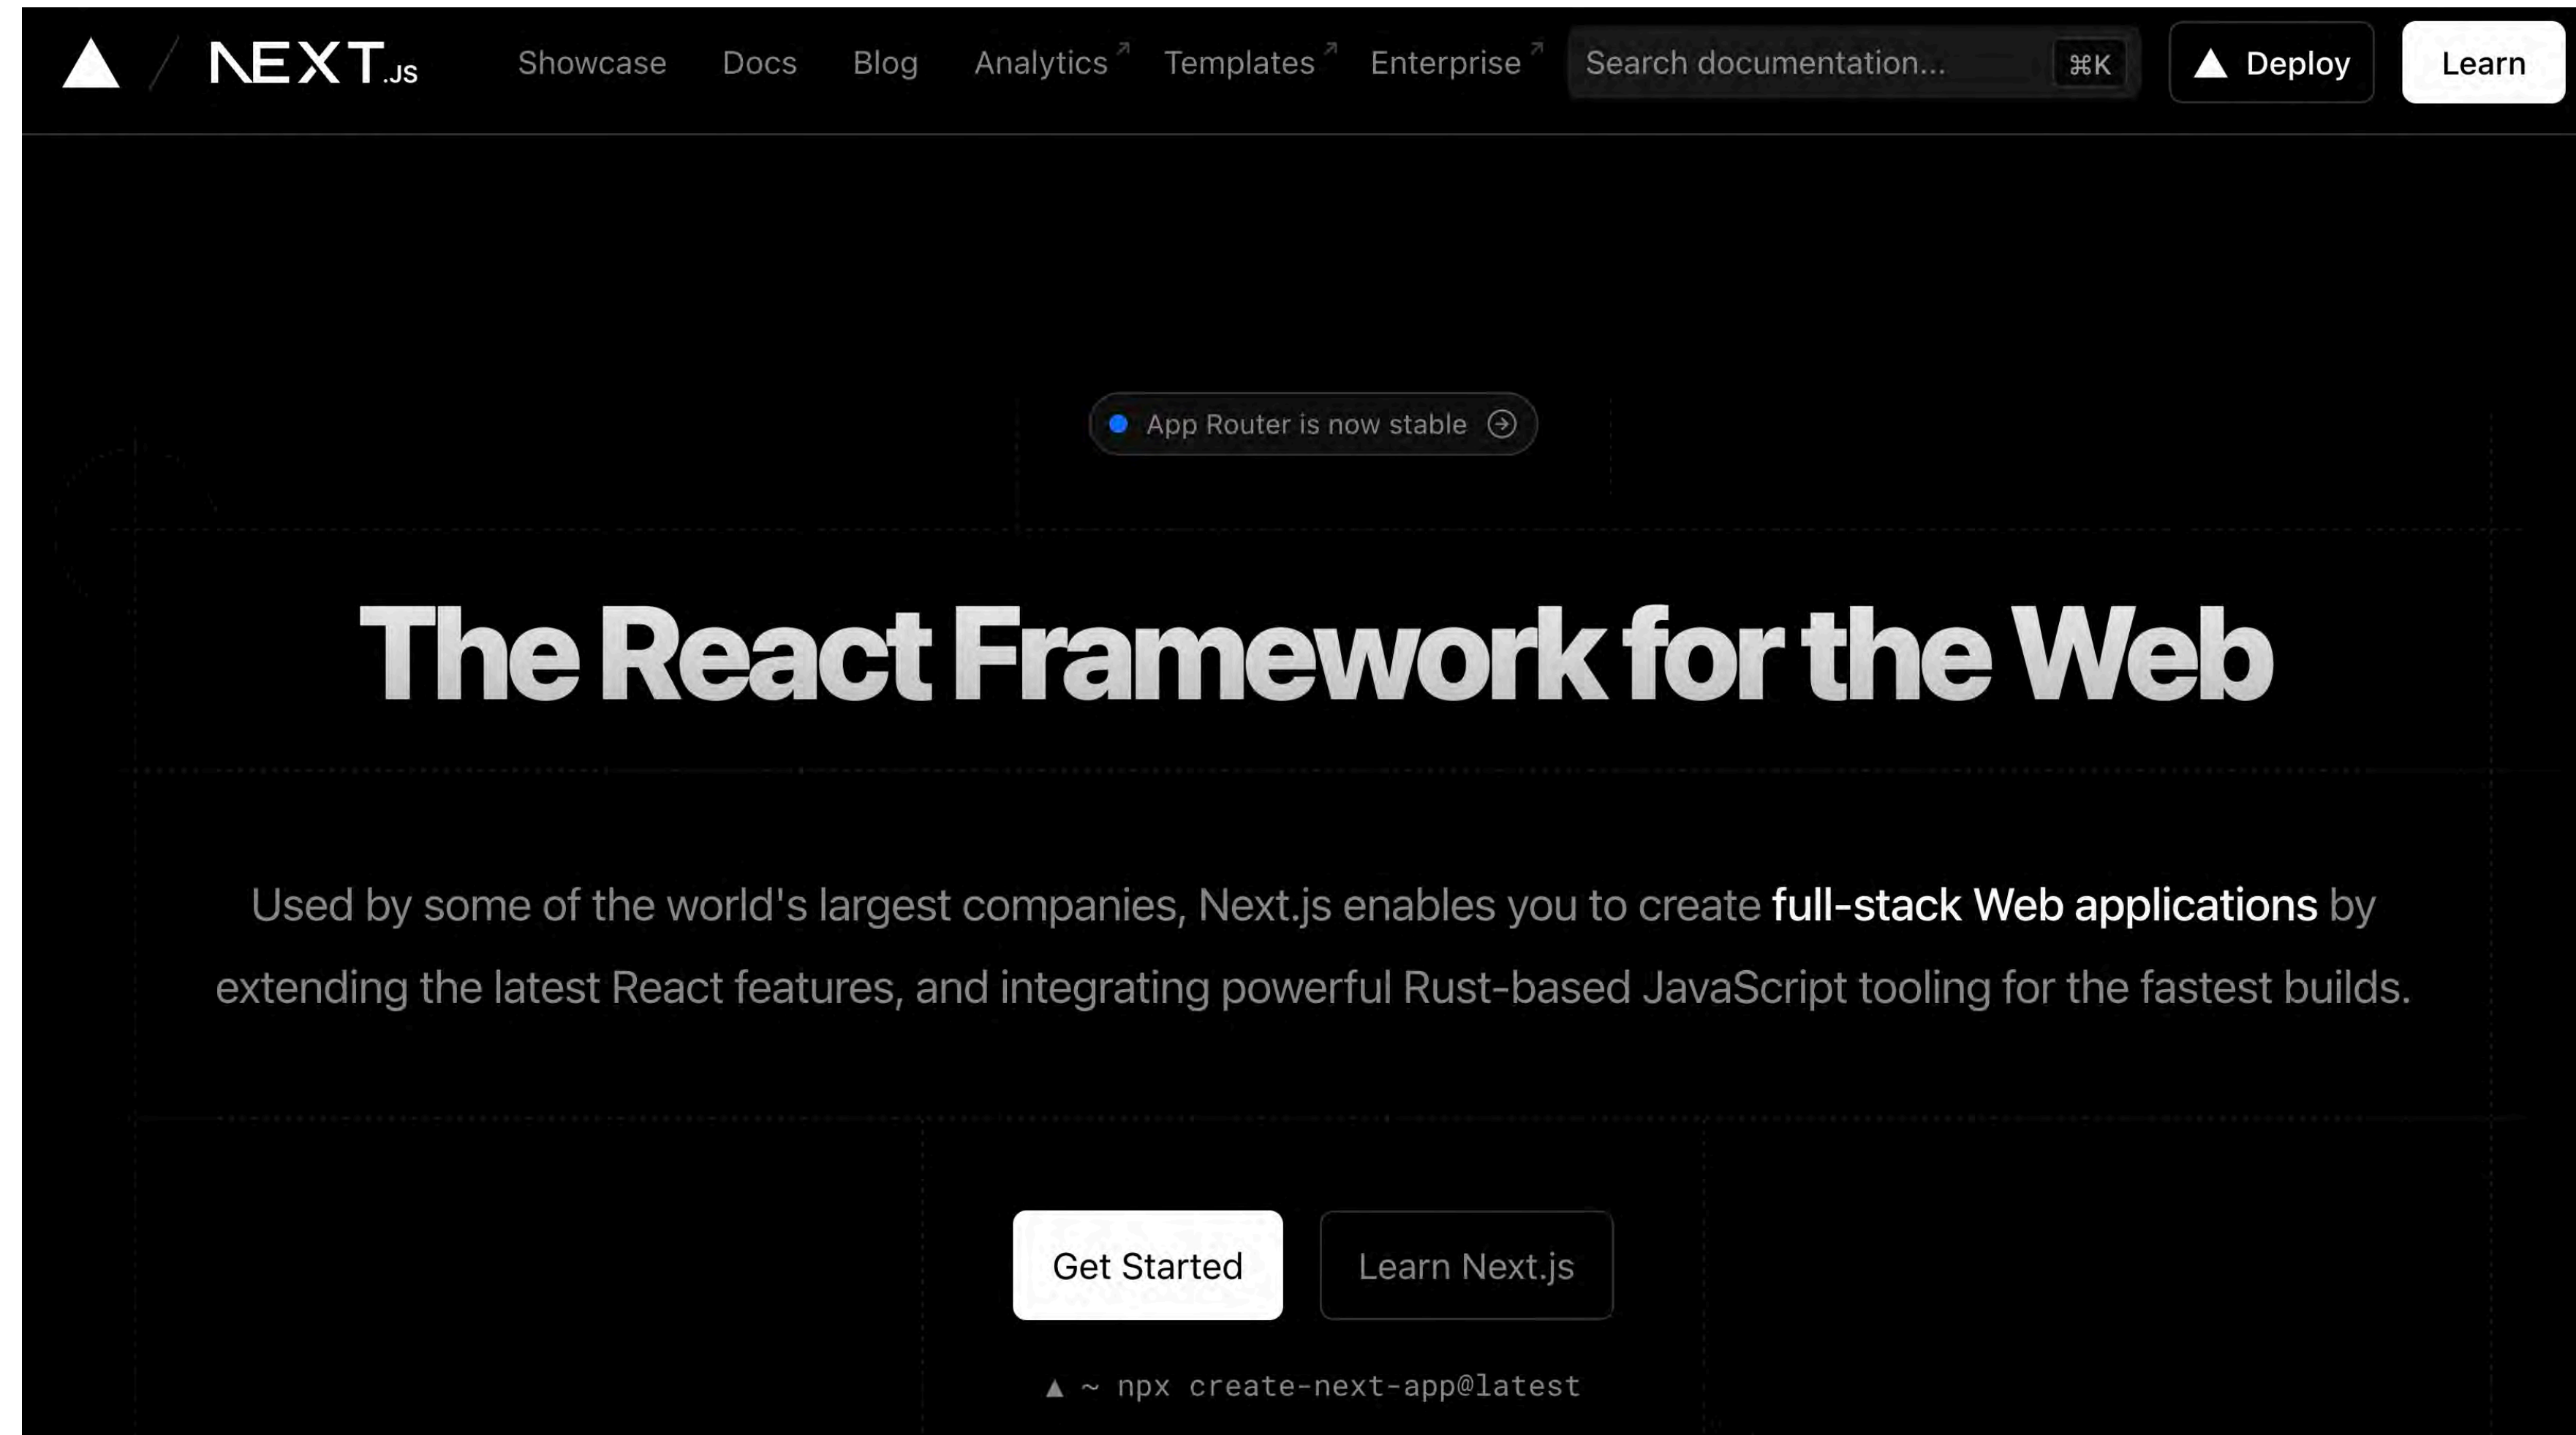 NEXT.JS
Showcase Docs Blog Analytics↗ Templates↗ Enterprise↗ Search documentation... ⌘K ▲ Deploy Learn
App Router is now stable
The React Framework for the Web
Used by some of the world's largest companies, Next.js enables you to create full-stack Web applications by
extending the latest React features, and integrating powerful Rust-based JavaScript tooling for the fastest builds.
Get Started Learn Next.js
▲ ~ npx create-next-app@latest